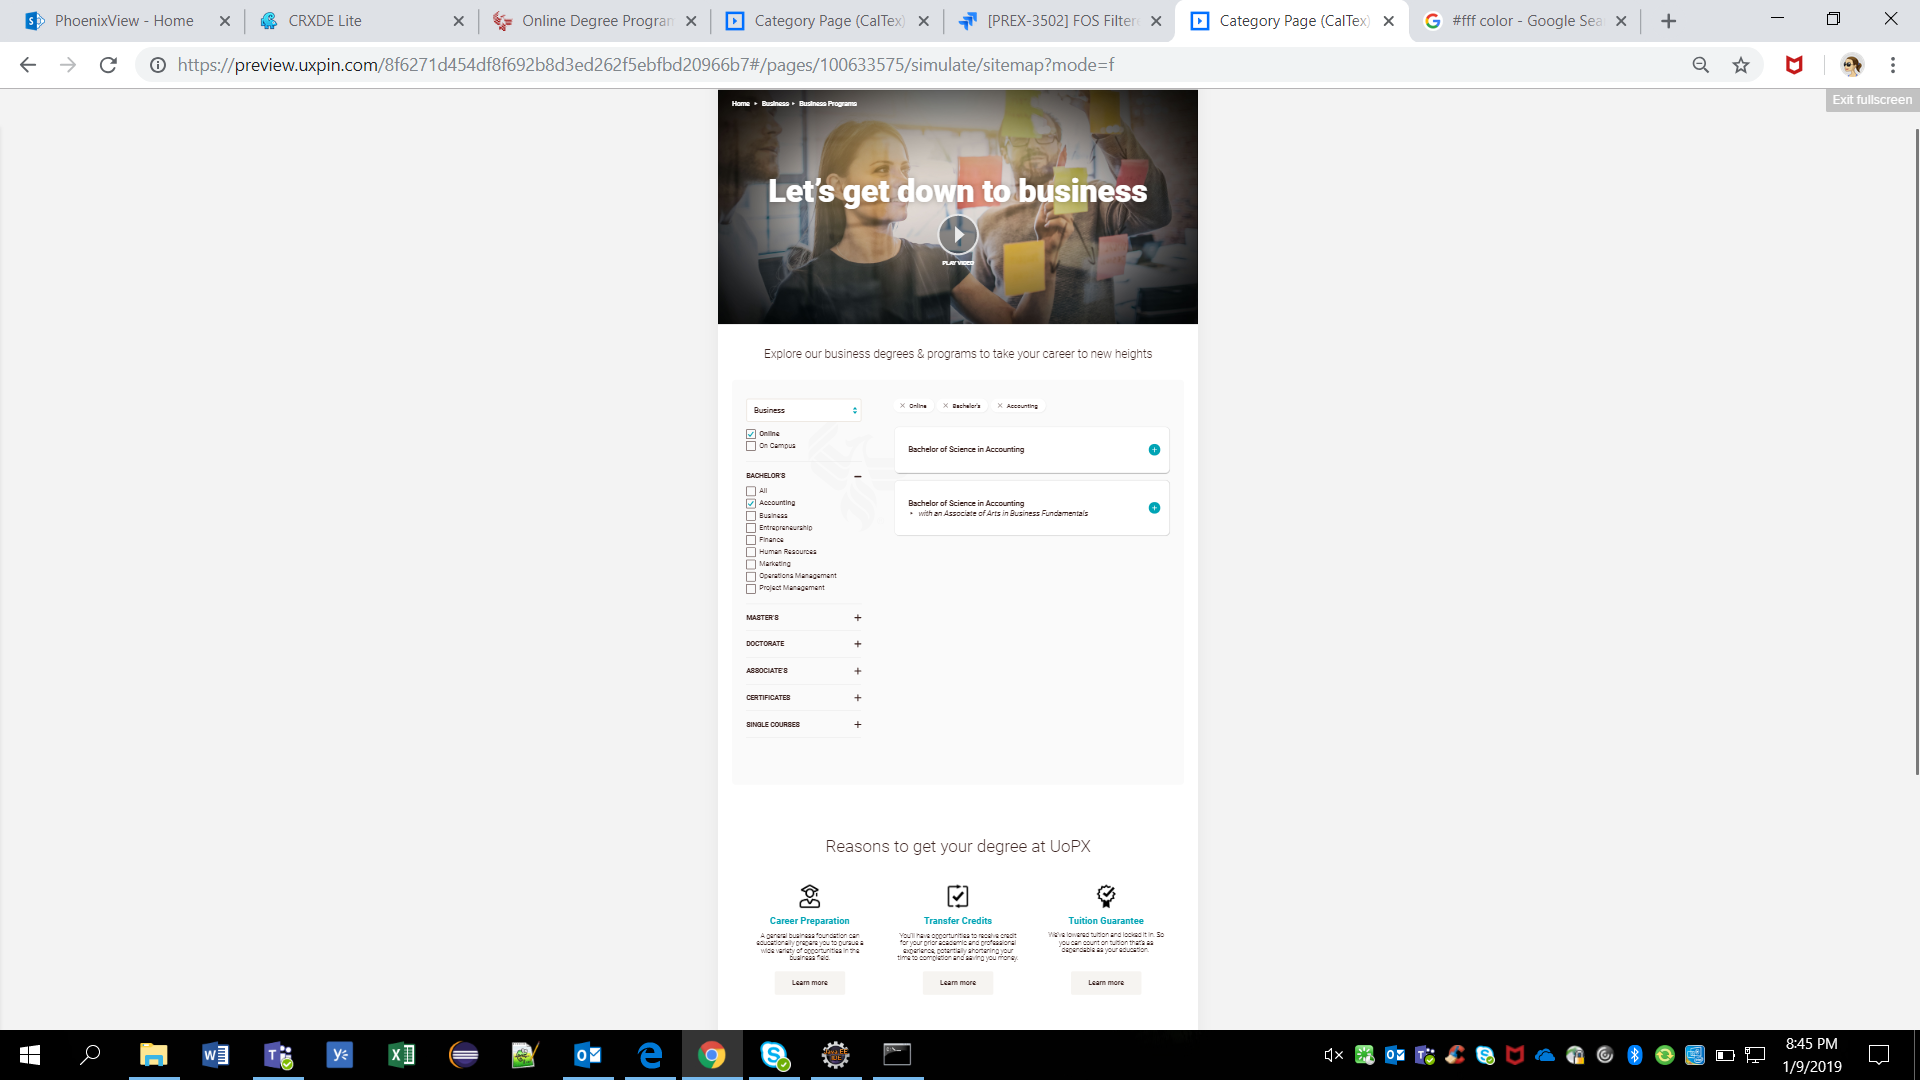 PhoenixView - Home
CRXDE Lite
Online Degree Program
Category Page (CalTex)
[PREX-3502] FOS Filtere
Category Page (CalTex)
#fff color - Google Sea
https://preview.uxpin.com/8f6271d454df8f692b8d3ed262f5ebfbd20966b7#/pages/100633575/simulate/sitemap?mode=f
Exit fullscreen
Home ▸ Business ▸ Business Programs
Let's get down to business
PLAY VIDEO
Explore our business degrees & programs to take your career to new heights
Business
Online
On Campus
BACHELOR'S
All
Accounting
Business
Entrepreneurship
Finance
Human Resources
Marketing
Operations Management
Project Management
MASTER'S
DOCTORATE
ASSOCIATE'S
CERTIFICATES
SINGLE COURSES
× Online × Bachelor's × Accounting
Bachelor of Science in Accounting
Bachelor of Science in Accounting
• with an Associate of Arts in Business Fundamentals
Reasons to get your degree at UoPX
Career Preparation
A general business foundation can
educationally prepare you to pursue a
wide variety of opportunities in the
business field.
Learn more
Transfer Credits
You'll have opportunities to receive credit
for your prior academic and professional
experience, potentially shortening your
time to completion and saving you money.
Learn more
Tuition Guarantee
We've lowered tuition and locked it in. So
you can count on tuition that's as
dependable as your education.
Learn more
8:45 PM
1/9/2019